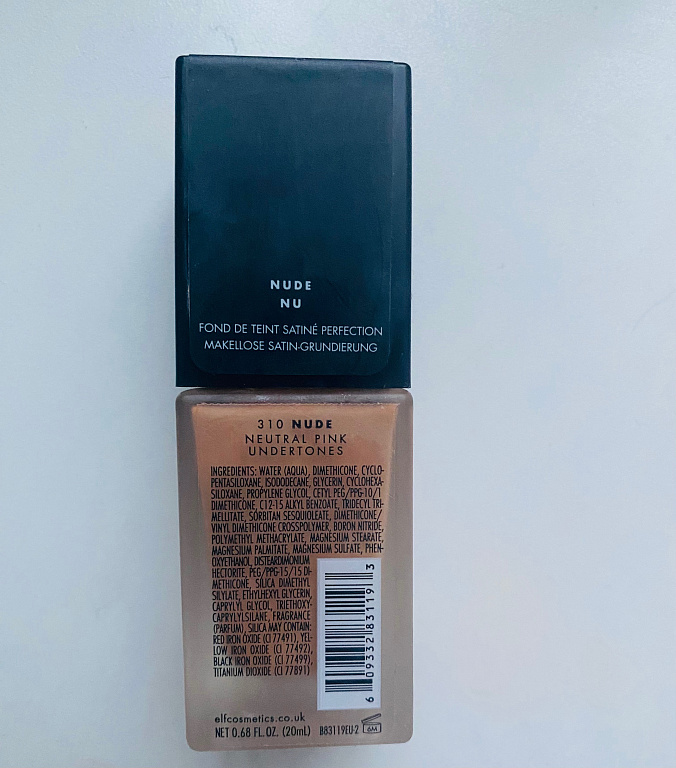 NUDE
NU
FOND DE TEINT SATINÉ PERFECTION
MAKELLOSE SATIN-GRUNDIERUNG
310 NUDE
NEUTRAL PINK
UNDERTONES
INGREDIENTS: WATER (AQUA), DIMETHICONE, CYCLO-
PENTASILOXANE, ISODODECANE, GLYCERIN, CYCLOHEXA-
SILOXANE, PROPYLENE GLYCOL, CETYL PEG/PPG-10/1
DIMETHICONE, C12-15 ALKYL BENZOATE, TRIDECYL TRI-
MELLITATE, SORBITAN SESQUIOLEATE, DIMETHICONE/
VINYL DIMETHICONE CROSSPOLYMER, BORON NITRIDE,
POLYMETHYL METHACRYLATE, MAGNESIUM STEARATE,
MAGNESIUM PALMITATE, MAGNESIUM SULFATE, PHEN-
OXYETHANOL, DISTEARDIMONIUM
HECTORITE, PEG/PPG-15/15 DI-
METHICONE, SILICA DIMETHYL
SILYLATE, ETHYLHEXYL GLYCERIN,
CAPRYLYL GLYCOL, TRIETHOXY-
CAPRYLYLSILANE, FRAGRANCE
(PARFUM), SILICA MAY CONTAIN:
RED IRON OXIDE (CI 77491), YEL-
LOW IRON OXIDE (CI 77492),
BLACK IRON OXIDE (CI 77499),
TITANIUM DIOXIDE (CI 77891)
6 09332 83119 3
elfcosmetics.co.uk
NET 0.68 FL. OZ. (20mL) B83119EU-2 6M